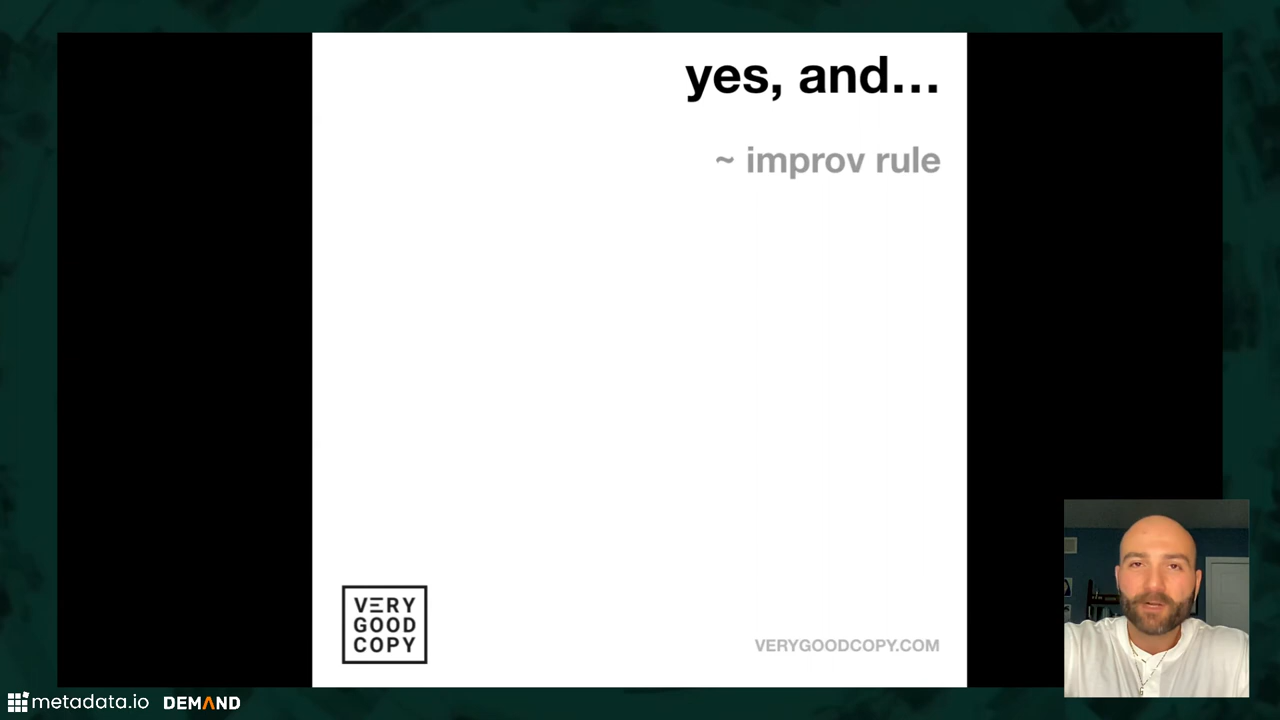 yes, and…
~ improv rule
VERY
GOOD
COPY
VERYGOODCOPY.COM
metadata.io DEMAND